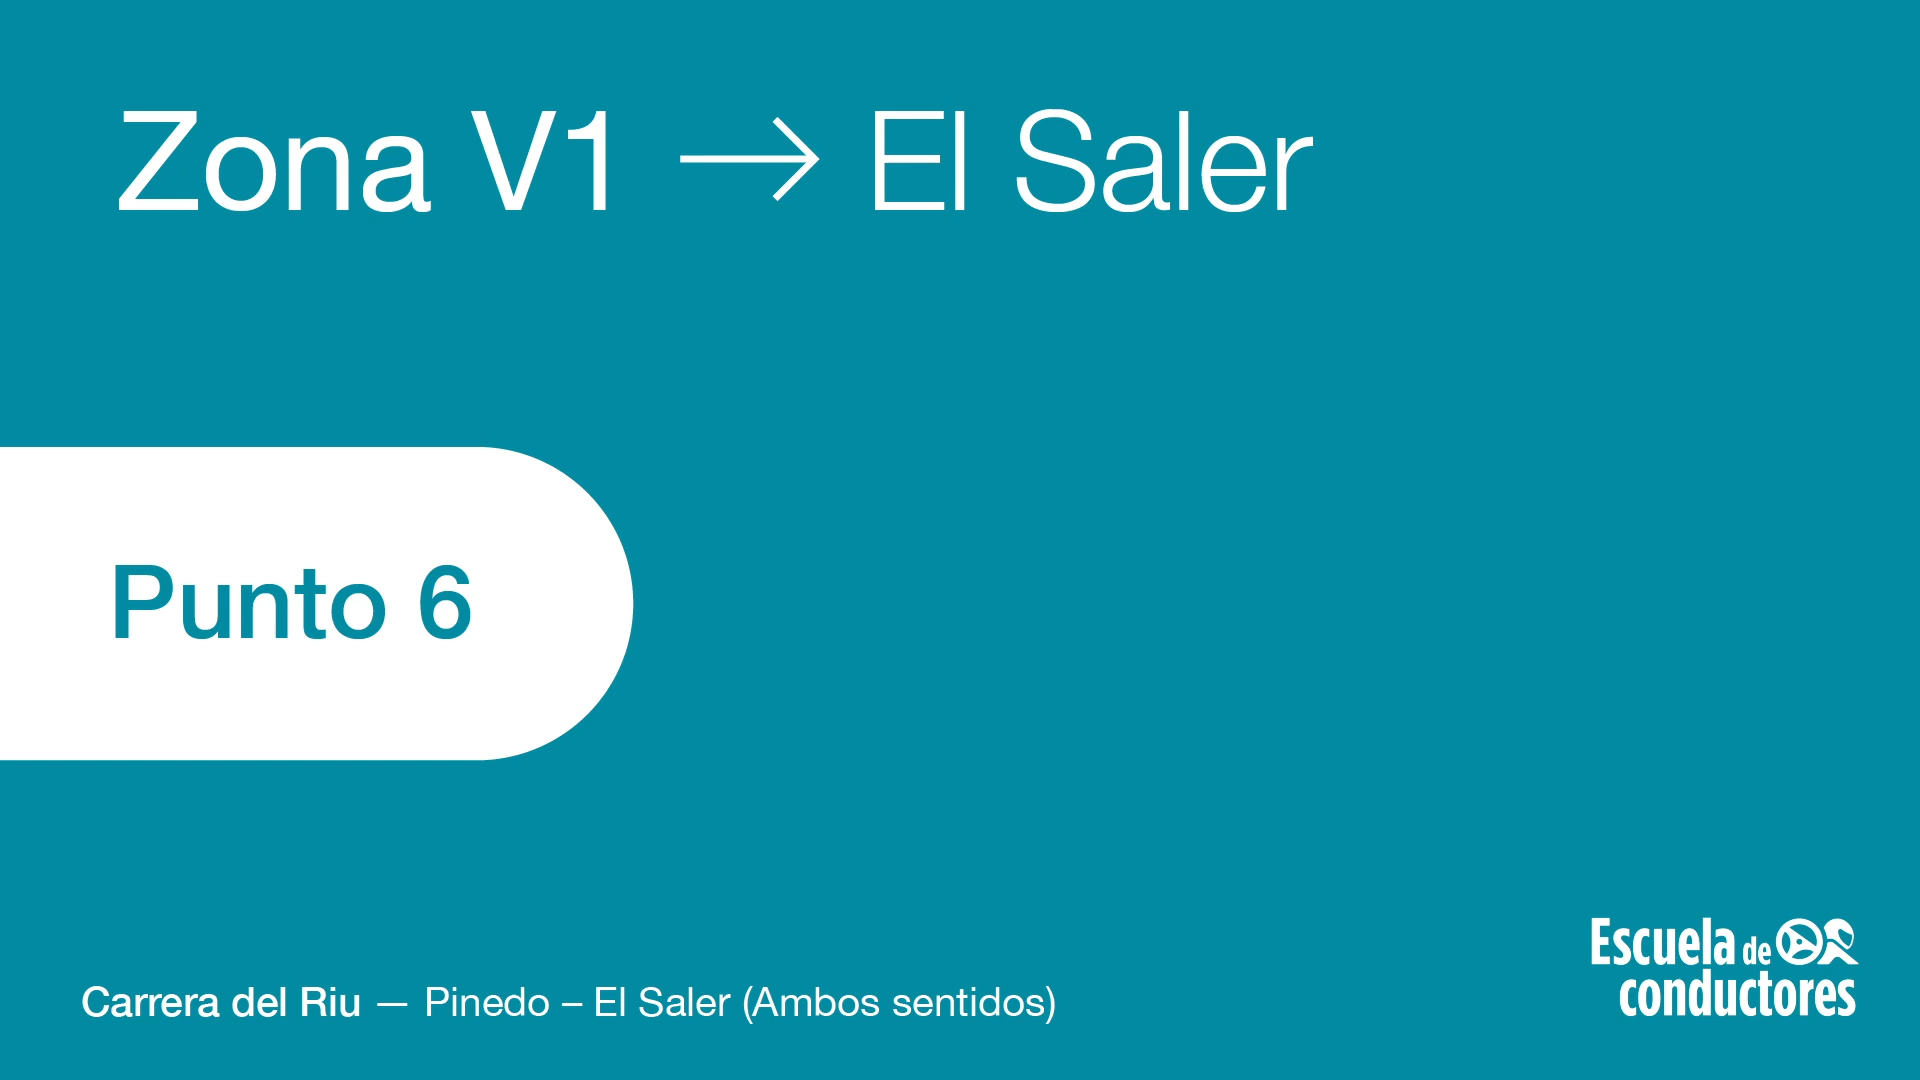 Zona V1 → El Saler
Punto 6
Carrera del Riu — Pinedo – El Saler (Ambos sentidos)
Escuela de
conductores